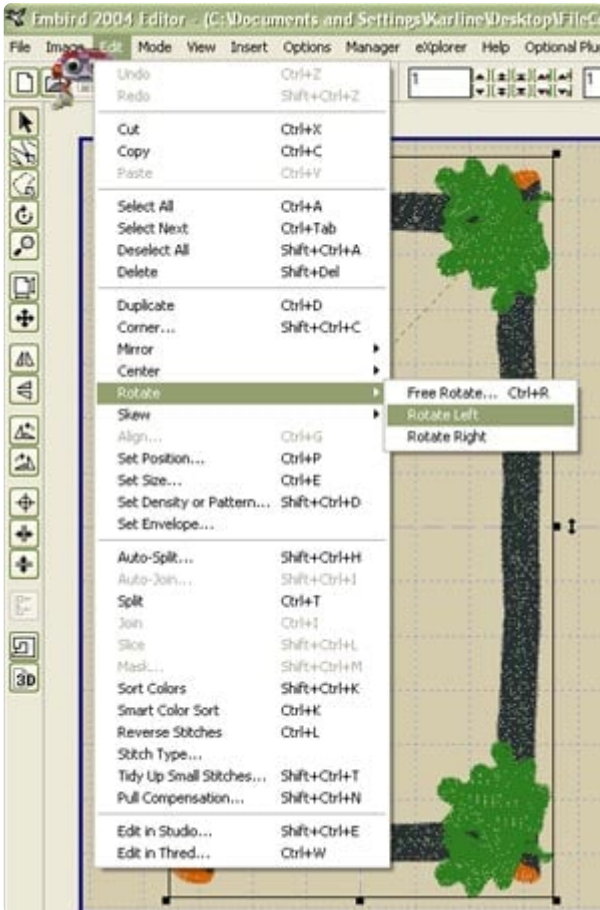 Embird 2004 Editor - (C:\Documents and Settings\Karline\Desktop\
File Image Edit Mode View Insert Options Manager eXplorer Help Optional
1 1
Undo Ctrl+Z
Redo Shift+Ctrl+Z
Cut Ctrl+X
Copy Ctrl+C
Paste Ctrl+V
Select All Ctrl+A
Select Next Ctrl+Tab
Deselect All Shift+Ctrl+A
Delete Shift+Del
Duplicate Ctrl+D
Corner... Shift+Ctrl+C
Mirror
Center
Rotate
Free Rotate... Ctrl+R
Skew
Rotate Left
Align... Ctrl+G
Rotate Right
Set Position... Ctrl+P
Set Size... Ctrl+E
Set Density or Pattern... Shift+Ctrl+D
Set Envelope...
Auto-Split... Shift+Ctrl+H
Auto-Join... Shift+Ctrl+I
Split Ctrl+T
Join Ctrl+I
Slice Shift+Ctrl+L
Mask... Shift+Ctrl+M
Sort Colors Shift+Ctrl+K
Smart Color Sort Ctrl+K
Reverse Stitches Ctrl+L
Stitch Type...
Tidy Up Small Stitches... Shift+Ctrl+T
Pull Compensation... Shift+Ctrl+N
Edit in Studio... Shift+Ctrl+E
Edit in Thred... Ctrl+W
3D